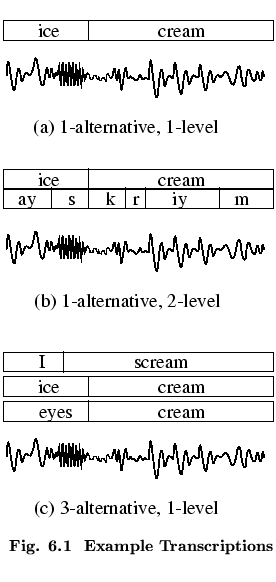 ice cream
(a) 1-alternative, 1-level
ice cream
ay s k r iy m
(b) 1-alternative, 2-level
I scream
ice cream
eyes cream
(c) 3-alternative, 1-level
Fig. 6.1 Example Transcriptions